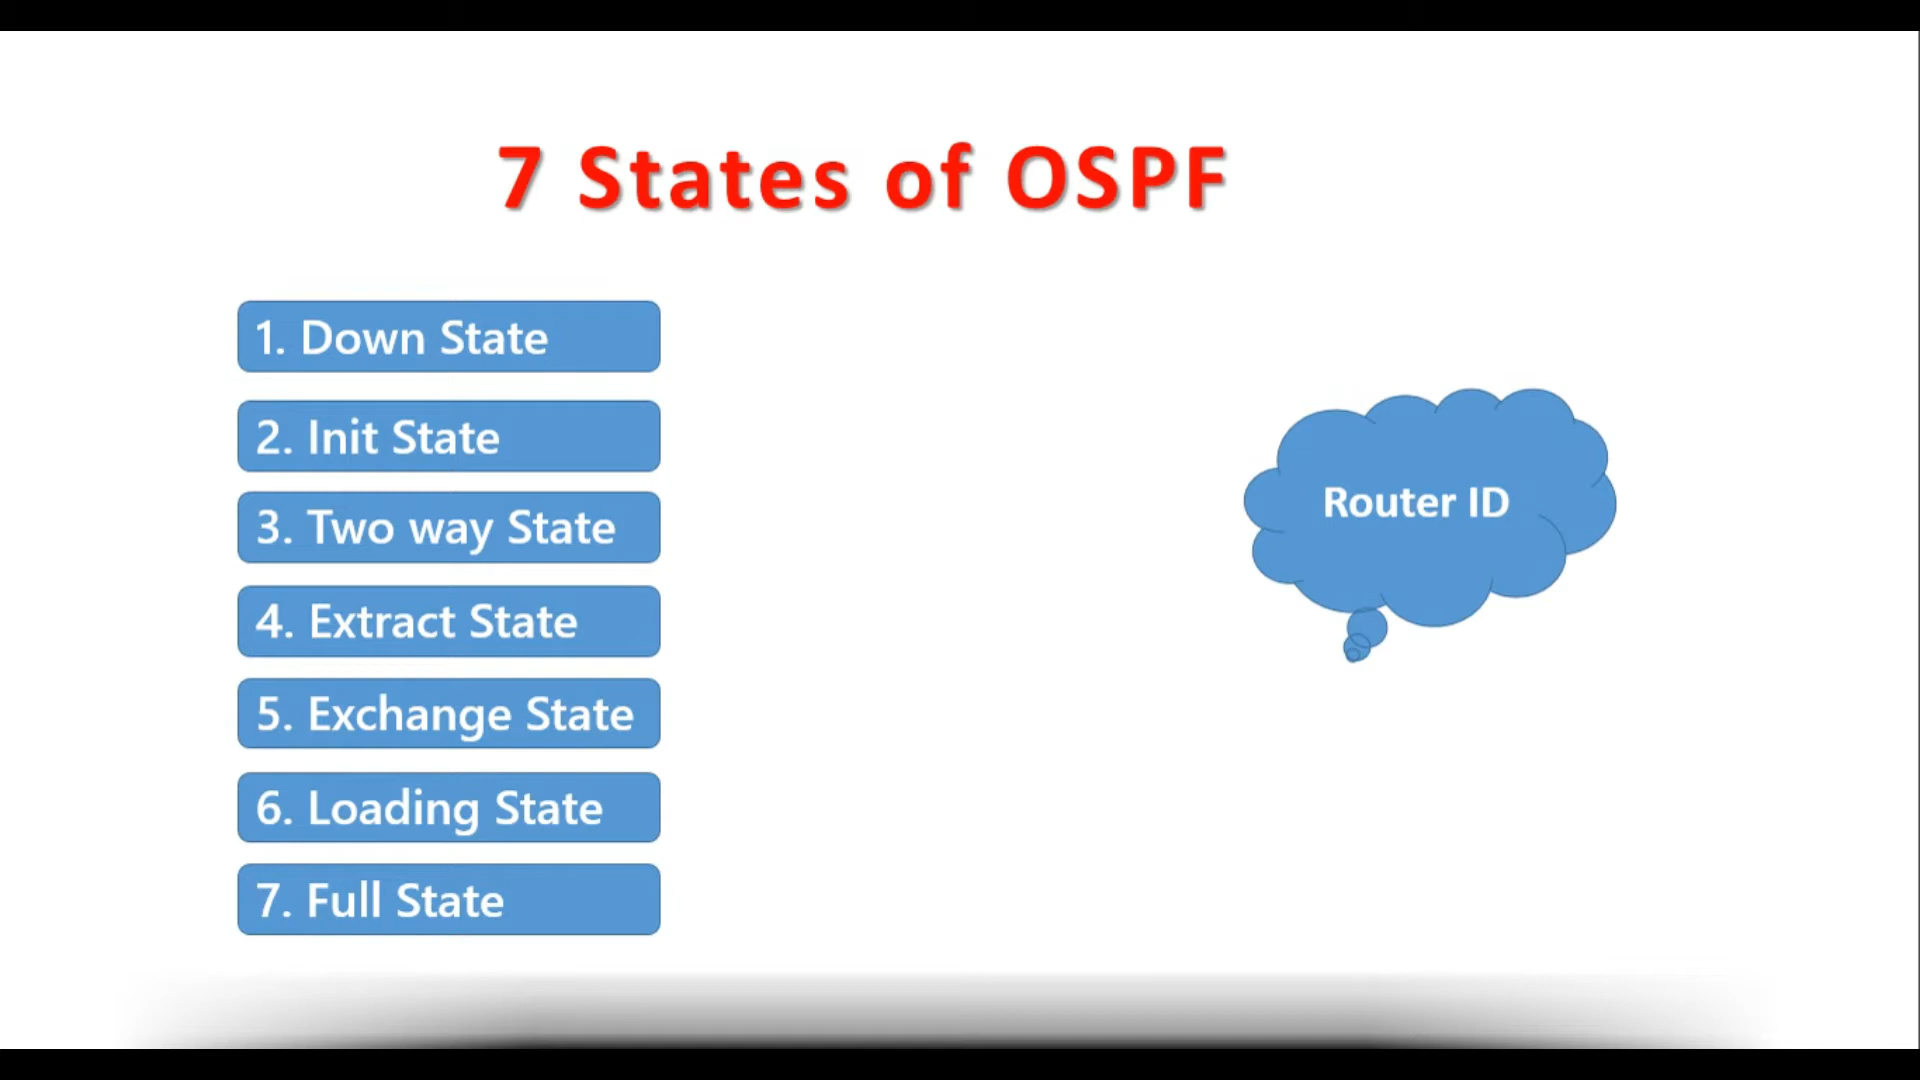 7 States of OSPF
1. Down State
2. Init State
3. Two way State
4. Extract State
5. Exchange State
6. Loading State
7. Full State
Router ID